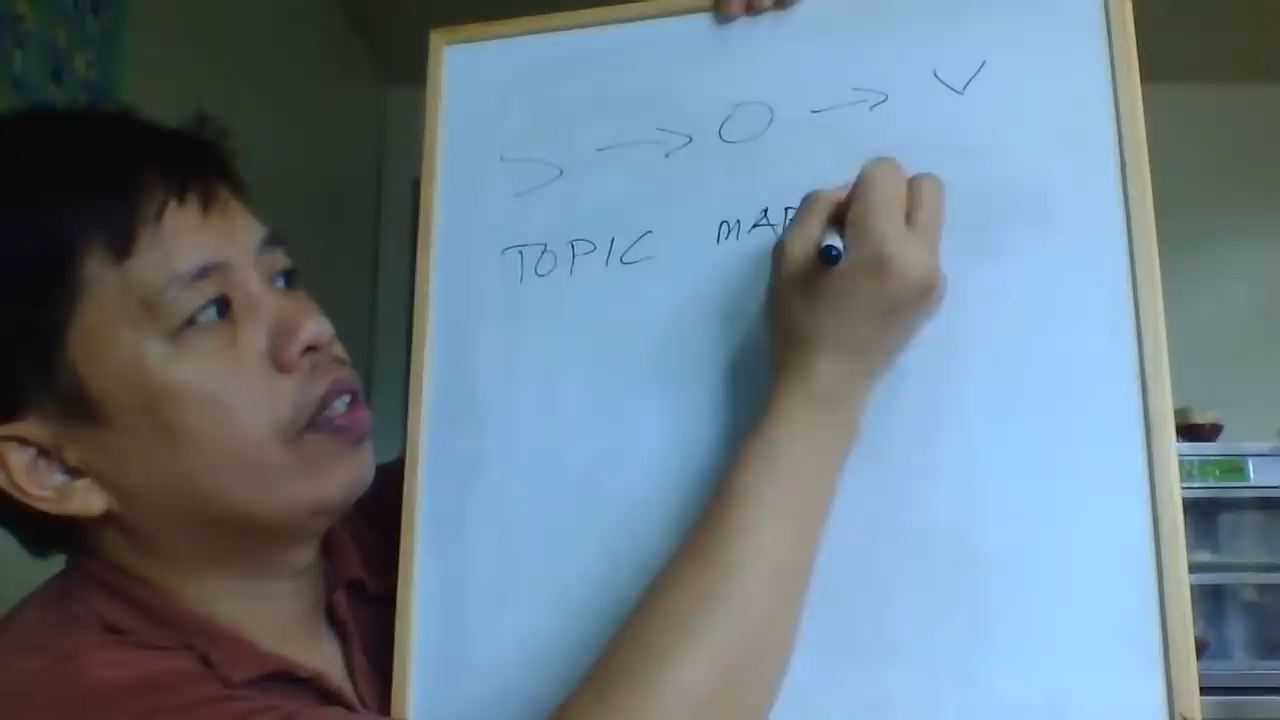 S → O → V
TOPIC MAR